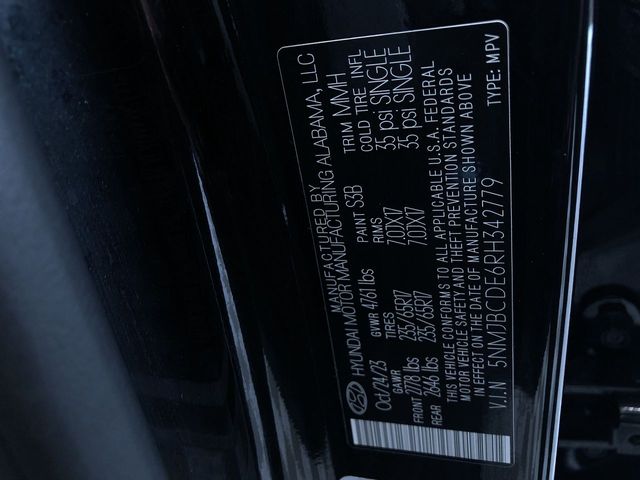 MANUFACTURED BY
HYUNDAI MOTOR MANUFACTURING ALABAMA, LLC
Oct/24/23 GVWR 4761 lbs PAINT S3B TRIM MMH
GAWR TIRES RIMS COLD TIRE INFL
FRONT 2778 lbs 235/65R17 7.0JX17 35 psi SINGLE
REAR 2646 lbs 235/65R17 7.0JX17 35 psi SINGLE
THIS VEHICLE CONFORMS TO ALL APPLICABLE U.S.A. FEDERAL
MOTOR VEHICLE SAFETY AND THEFT PREVENTION STANDARDS
IN EFFECT ON THE DATE OF MANUFACTURE SHOWN ABOVE
V.I.N 5NMJBCDE6RH342779 TYPE: MPV